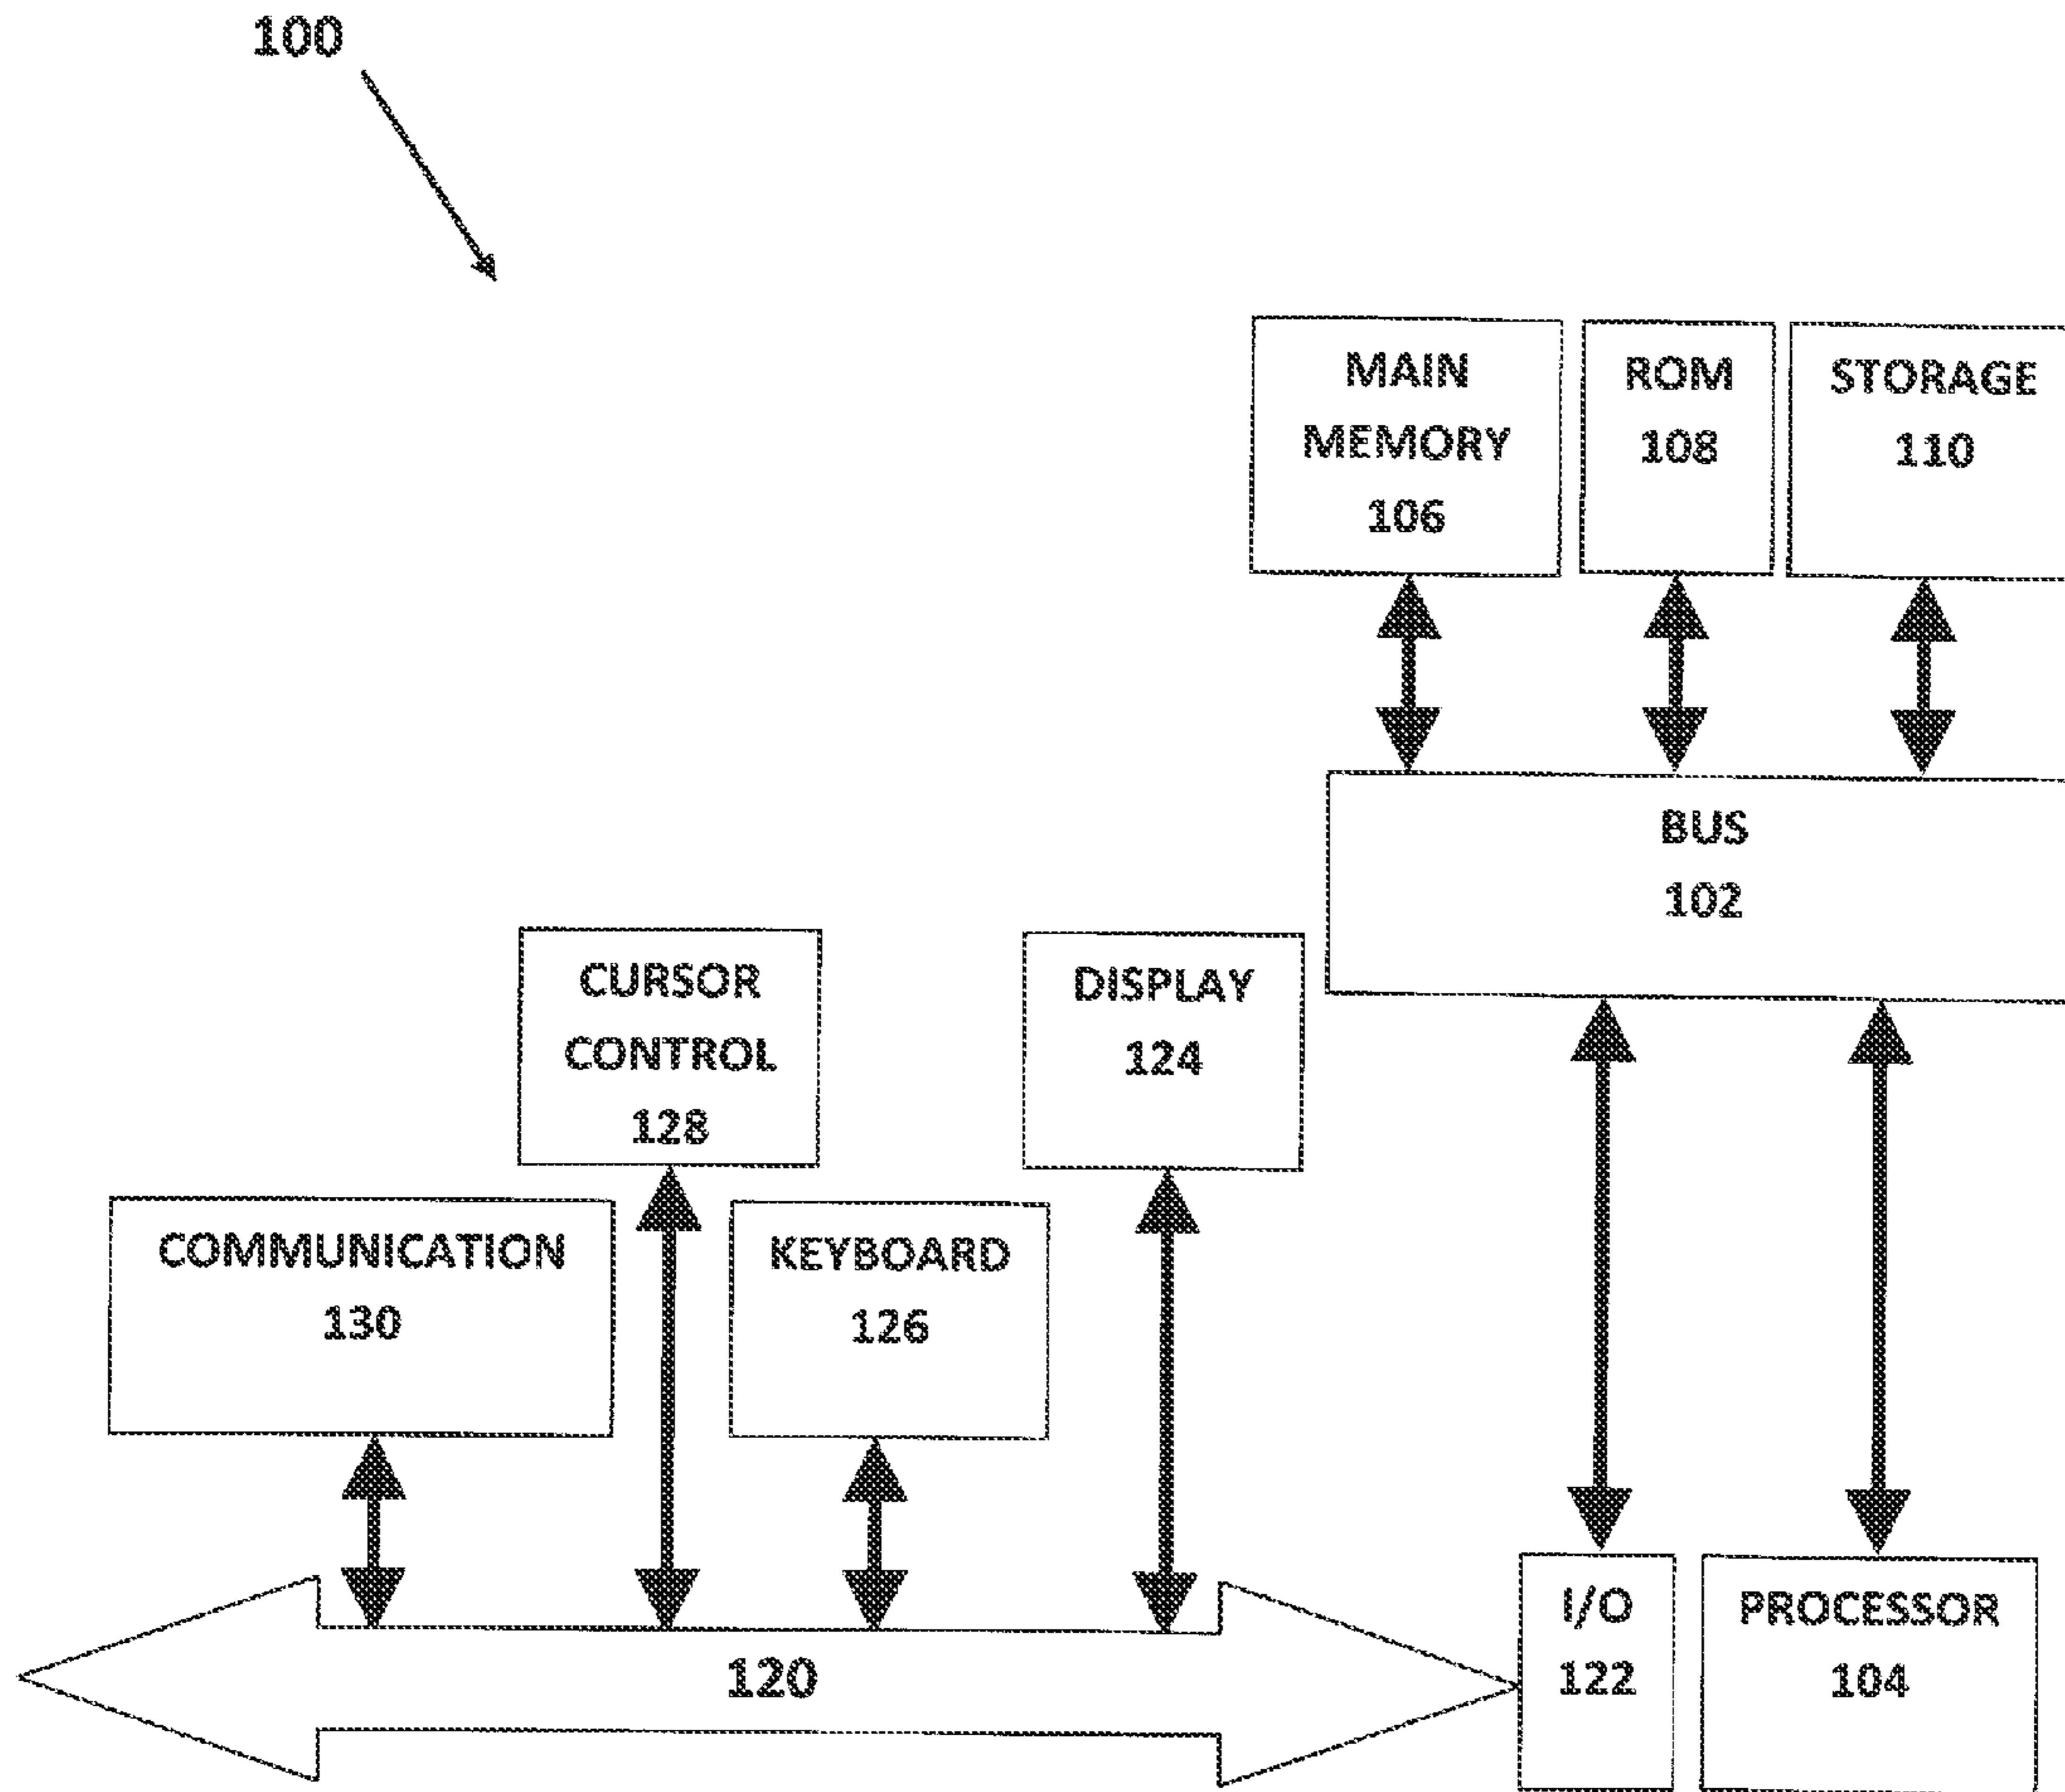 100
MAIN
MEMORY
106
ROM
108
STORAGE
110
BUS
102
CURSOR
CONTROL
128
DISPLAY
124
COMMUNICATION
130
KEYBOARD
126
120
I/O
122
PROCESSOR
104